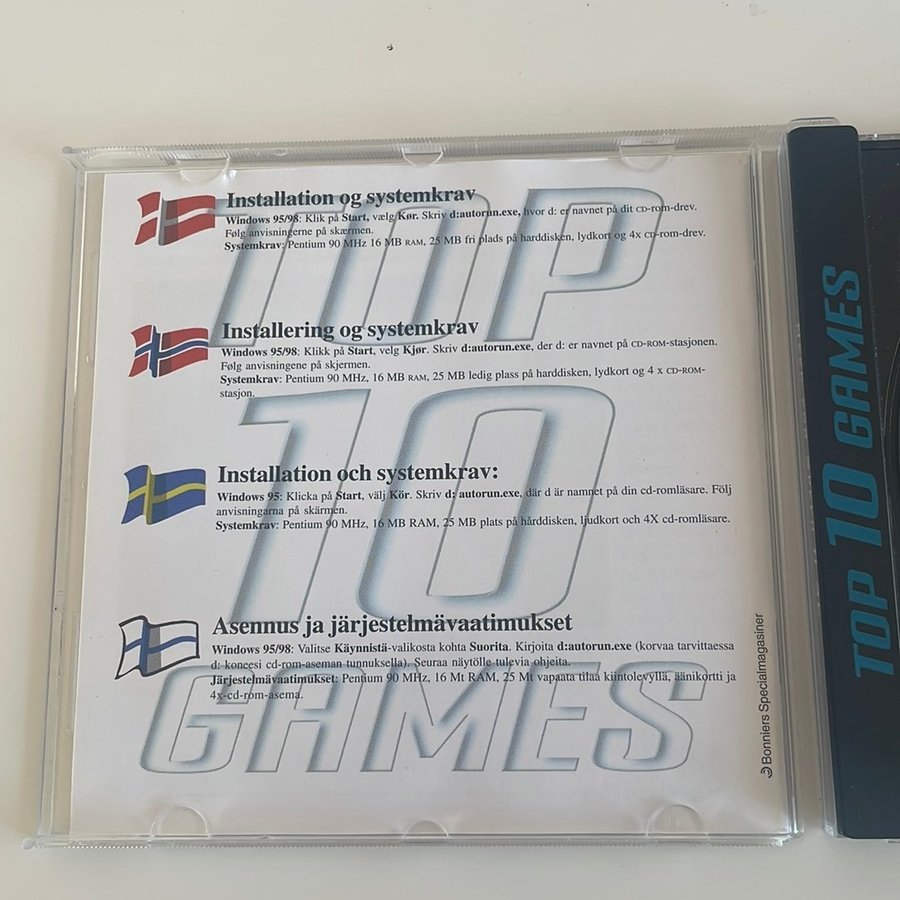 Installation og systemkrav
Windows 95/98: Klik på Start, vælg Kør. Skriv d:autorun.exe, hvor d: er navnet på dit CD-rom-drev.
Følg anvisningerne på skærmen.
Systemkrav: Pentium 90 MHz 16 MB RAM, 25 MB fri plads på harddisken, lydkort og 4x CD-rom-drev.
Installering og systemkrav
Windows 95/98: Klikk på Start, velg Kjør. Skriv d:autorun.exe, der d: er navnet på CD-ROM-stasjonen.
Følg anvisningene på skjermen.
Systemkrav: Pentium 90 MHz, 16 MB RAM, 25 MB ledig plass på harddisken, lydkort og 4 x CD-ROM-
stasjon.
Installation och systemkrav:
Windows 95: Klicka på Start, välj Kör. Skriv d: autorun.exe, där d är namnet på din cd-romläsare. Följ
anvisningarna på skärmen.
Systemkrav: Pentium 90 MHz, 16 MB RAM, 25 MB plats på hårddisken, ljudkort och 4X cd-romläsare.
Asennus ja järjestelmävaatimukset
Windows 95/98: Valitse Käynnistä-valikosta kohta Suorita. Kirjoita d:autorun.exe (korvaa tarvittaessa
d: koneesi cd-rom-aseman tunnuksella). Seuraa näytölle tulevia ohjeita.
Järjestelmävaatimukset: Pentium 90 MHz, 16 Mt RAM, 25 Mt vapaata tilaa kiintolevyllä, äänikortti ja
4x-cd-rom-asema.
TOP
10
GAMES
Bonniers Specialmagasiner
TOP 10 GAMES